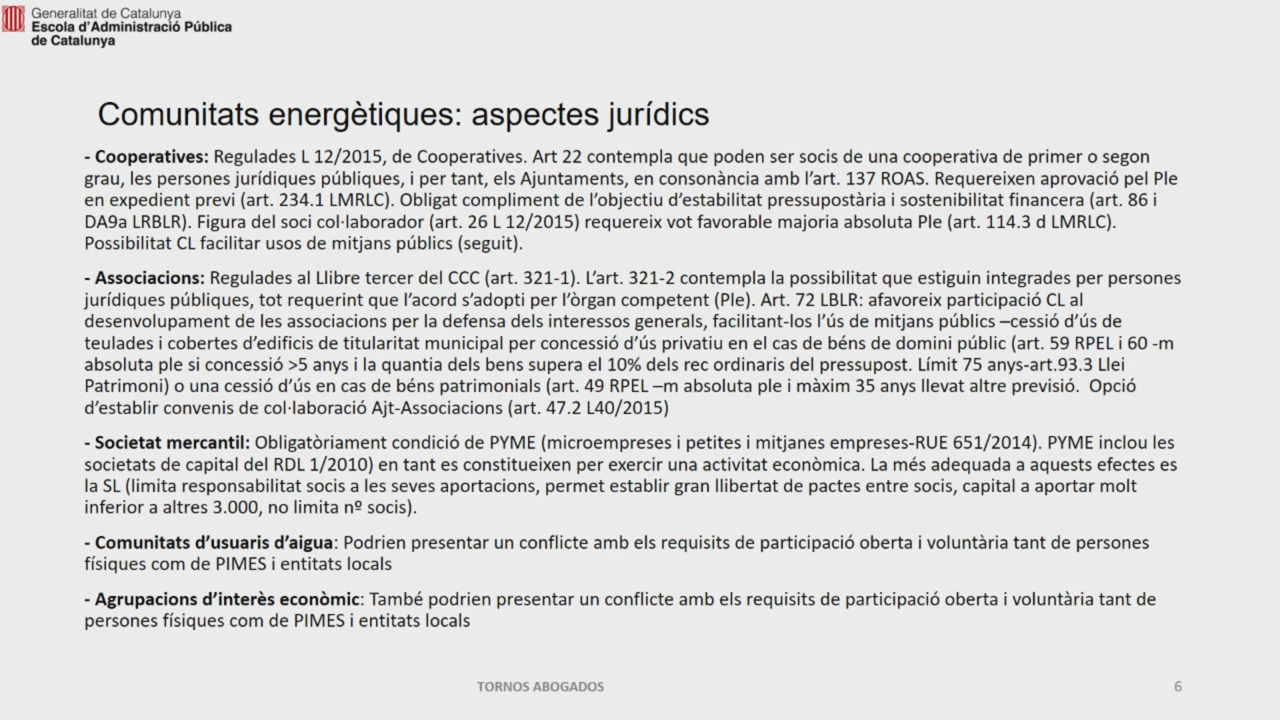 Generalitat de Catalunya
Escola d'Administració Pública
de Catalunya
Comunitats energètiques: aspectes jurídics
- Cooperatives: Regulades L 12/2015, de Cooperatives. Art 22 contempla que poden ser socis de una cooperativa de primer o segon
grau, les persones jurídiques públiques, i per tant, els Ajuntaments, en consonància amb l'art. 137 ROAS. Requereixen aprovació pel Ple
en expedient previ (art. 234.1 LMRLC). Obligat compliment de l'objectiu d'estabilitat pressupostària i sostenibilitat financera (art. 86 i
DA9a LRBLR). Figura del soci col·laborador (art. 26 L 12/2015) requereix vot favorable majoria absoluta Ple (art. 114.3 d LMRLC).
Possibilitat CL facilitar usos de mitjans públics (seguit).
- Associacions: Regulades al Llibre tercer del CCC (art. 321-1). L'art. 321-2 contempla la possibilitat que estiguin integrades per persones
jurídiques públiques, tot requerint que l'acord s'adopti per l'òrgan competent (Ple). Art. 72 LBLR: afavoreix participació CL al
desenvolupament de les associacions per la defensa dels interessos generals, facilitant-los l'ús de mitjans públics –cessió d'ús de
teulades i cobertes d'edificis de titularitat municipal per concessió d'ús privatiu en el cas de béns de domini públic (art. 59 RPEL i 60 -m
absoluta ple si concessió >5 anys i la quantia dels bens supera el 10% dels rec ordinaris del pressupost. Límit 75 anys-art.93.3 Llei
Patrimoni) o una cessió d'ús en cas de béns patrimonials (art. 49 RPEL –m absoluta ple i màxim 35 anys llevat altre previsió. Opció
d'establir convenis de col·laboració Ajt-Associacions (art. 47.2 L40/2015)
- Societat mercantil: Obligatòriament condició de PYME (microempreses i petites i mitjanes empreses-RUE 651/2014). PYME inclou les
societats de capital del RDL 1/2010) en tant es constitueixen per exercir una activitat econòmica. La més adequada a aquests efectes es
la SL (limita responsabilitat socis a les seves aportacions, permet establir gran llibertat de pactes entre socis, capital a aportar molt
inferior a altres 3.000, no limita nº socis).
- Comunitats d'usuaris d'aigua: Podrien presentar un conflicte amb els requisits de participació oberta i voluntària tant de persones
físiques com de PIMES i entitats locals
- Agrupacions d'interès econòmic: També podrien presentar un conflicte amb els requisits de participació oberta i voluntària tant de
persones físiques com de PIMES i entitats locals
TORNOS ABOGADOS
6